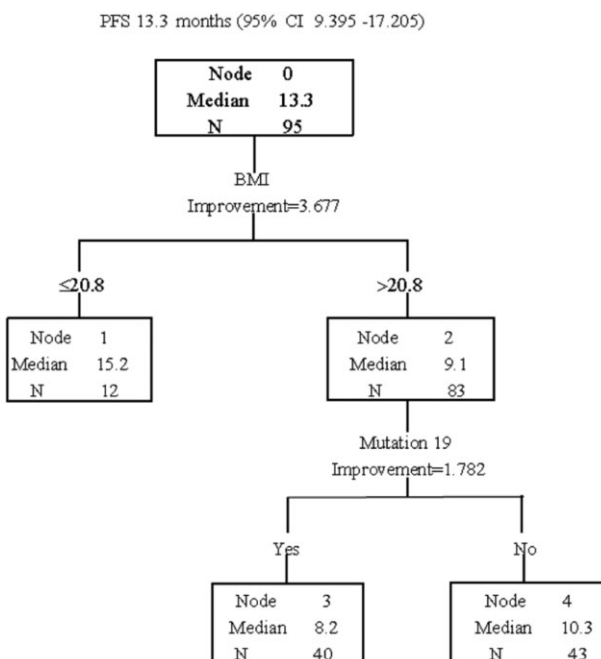 PFS 13.3 months (95% CI 9.395 -17.205)
Node 0
Median 13.3
N 95
BMI
Improvement=3.677
≤20.8
>20.8
Node 1
Median 15.2
N 12
Node 2
Median 9.1
N 83
Mutation 19
Improvement=1.782
Yes
No
Node 3
Median 8.2
N 40
Node 4
Median 10.3
N 43